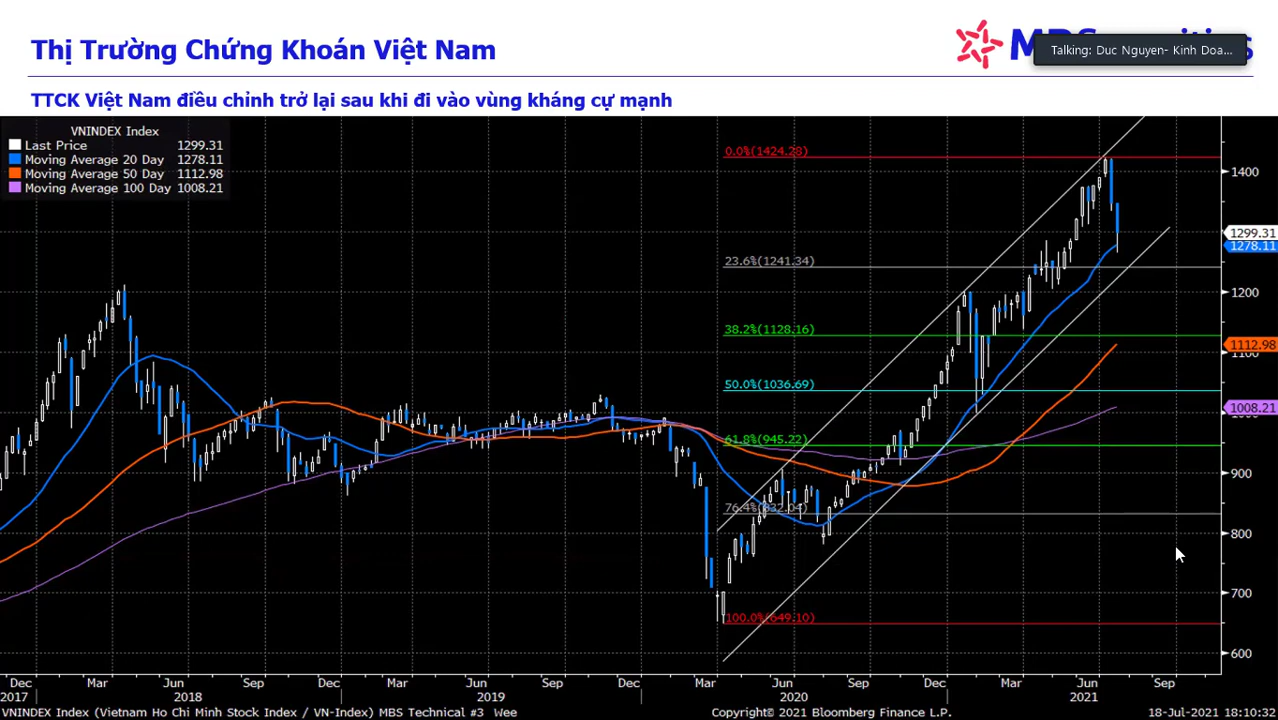 Thị Trường Chứng Khoán Việt Nam
Talking: Duc Nguyen- Kinh Doa...
TTCK Việt Nam điều chỉnh trở lại sau khi đi vào vùng kháng cự mạnh
VNINDEX Index
Last Price 1299.31
Moving Average 20 Day 1278.11
Moving Average 50 Day 1112.98
Moving Average 100 Day 1008.21
0.0%(1424.28)
1400
1299.31
1278.11
23.6%(1241.34)
1200
38.2%(1128.16)
1112.98
1100
50.0%(1036.69)
1008.21
61.8%(945.22)
900
76.4%(832.04)
800
700
100.0%(649.10)
600
Dec Mar Jun Sep Dec Mar Jun Sep Dec Mar Jun Sep Dec Mar Jun Sep
2017 2018 2019 2020 2021
VNINDEX Index (Vietnam Ho Chi Minh Stock Index / VN-Index) MBS Technical #3 Wee Copyright© 2021 Bloomberg Finance L.P. 18-Jul-2021 18:10:32